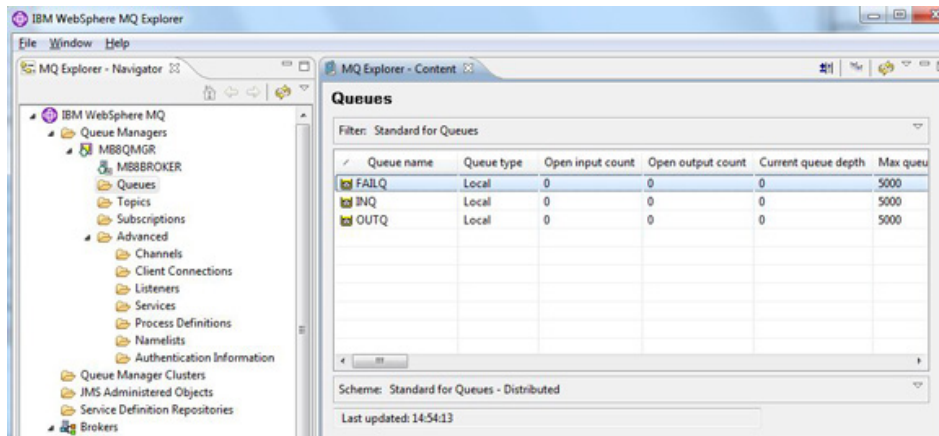 IBM WebSphere MQ Explorer
File Window Help
MQ Explorer - Navigator
IBM WebSphere MQ
Queue Managers
MB8QMGR
MB8BROKER
Queues
Topics
Subscriptions
Advanced
Channels
Client Connections
Listeners
Services
Process Definitions
Namelists
Authentication Information
Queue Manager Clusters
JMS Administered Objects
Service Definition Repositories
Brokers
MQ Explorer - Content
Queues
Filter: Standard for Queues
Queue name Queue type Open input count Open output count Current queue depth Max queu
FAILQ Local 0 0 0 5000
INQ Local 0 0 0 5000
OUTQ Local 0 0 0 5000
Scheme: Standard for Queues - Distributed
Last updated: 14:54:13